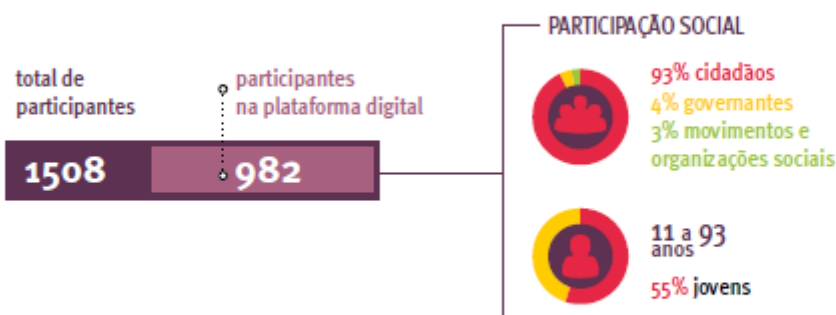 PARTICIPAÇÃO SOCIAL
total de
participantes
participantes
na plataforma digital
1508
982
93% cidadãos
4% governantes
3% movimentos e
organizações sociais
11 a 93
anos
55% jovens